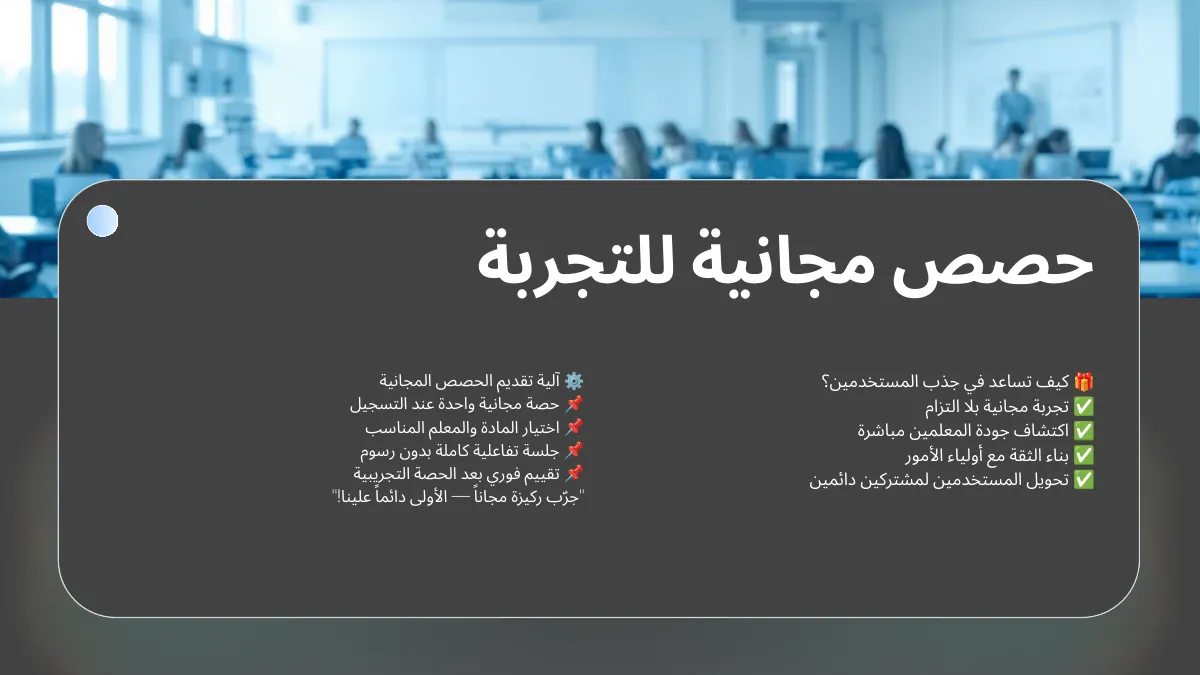 حصص مجانية للتجربة
🎁 كيف تساعد في جذب المستخدمين؟
✅ تجربة مجانية بلا التزام
✅ اكتشاف جودة المعلمين مباشرة
✅ بناء الثقة مع أولياء الأمور
✅ تحويل المستخدمين لمشتركين دائمين
⚙️ آلية تقديم الحصص المجانية
📌 حصة مجانية واحدة عند التسجيل
📌 اختيار المادة والمعلم المناسب
📌 جلسة تفاعلية كاملة بدون رسوم
📌 تقييم فوري بعد الحصة التجريبية
"جرّب ركيزة مجاناً — الأولى دائماً علينا!"